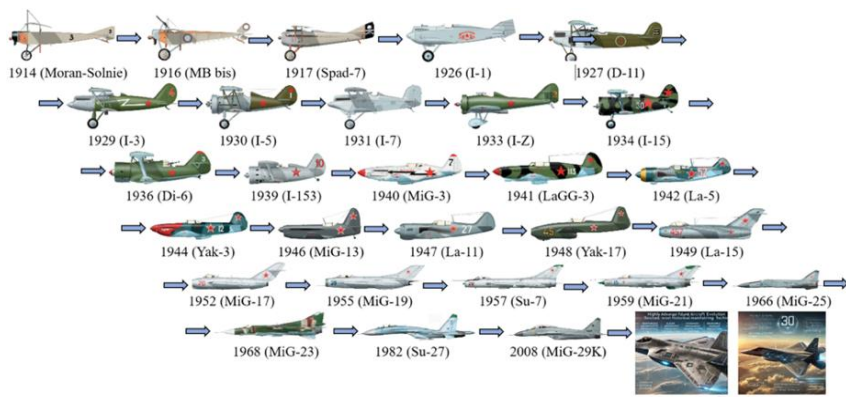 1914 (Moran-Solnie) 1916 (MB bis) 1917 (Spad-7) 1926 (I-1) 1927 (D-11)
1929 (I-3) 1930 (I-5) 1931 (I-7) 1933 (I-Z) 1934 (I-15)
1936 (Di-6) 1939 (I-153) 1940 (MiG-3) 1941 (LaGG-3) 1942 (La-5)
1944 (Yak-3) 1946 (MiG-13) 1947 (La-11) 1948 (Yak-17) 1949 (La-15)
1952 (MiG-17) 1955 (MiG-19) 1957 (Su-7) 1959 (MiG-21) 1966 (MiG-25)
1968 (MiG-23) 1982 (Su-27) 2008 (MiG-29K)
30